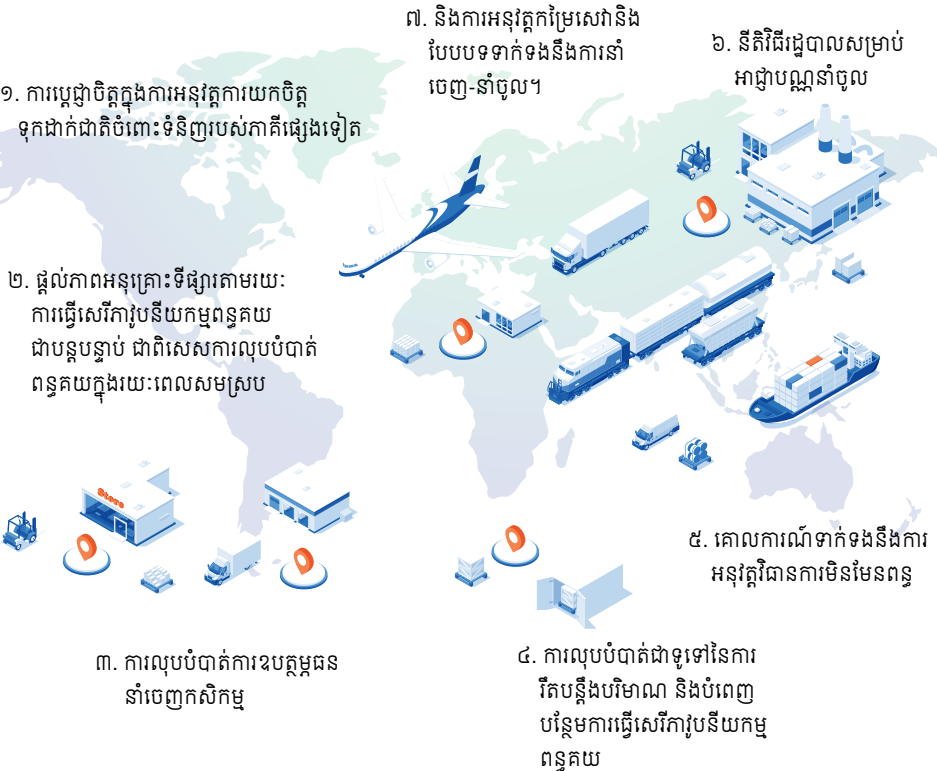 ១. ការប្តេជ្ញាចិត្តក្នុងការអនុវត្តការយកចិត្ត
ទុកដាក់ជាតិចំពោះទំនិញរបស់ភាគីផ្សេងទៀត
២. ផ្តល់ភាពអនុគ្រោះទីផ្សារតាមរយៈ
ការធ្វើសេរីភាវូបនីយកម្មពន្ធគយ
ជាបន្តបន្ទាប់ ជាពិសេសការលុបបំបាត់
ពន្ធគយក្នុងរយៈពេលសមស្រប
Store
៣. ការលុបបំបាត់ការឧបត្ថម្ភធន
នាំចេញកសិកម្ម
៤. ការលុបបំបាត់ជាទូទៅនៃការ
រឹតបន្តឹងបរិមាណ និងបំពេញ
បន្ថែមការធ្វើសេរីភាវូបនីយកម្ម
ពន្ធគយ
៥. គោលការណ៍ទាក់ទងនឹងការ
អនុវត្តវិធានការមិនមែនពន្ធ
៦. នីតិវិធីរដ្ឋបាលសម្រាប់
អាជ្ញាបណ្ណនាំចូល
៧. និងការអនុវត្តកម្រៃសេវានិង
បែបបទទាក់ទងនឹងការនាំ
ចេញ-នាំចូល។